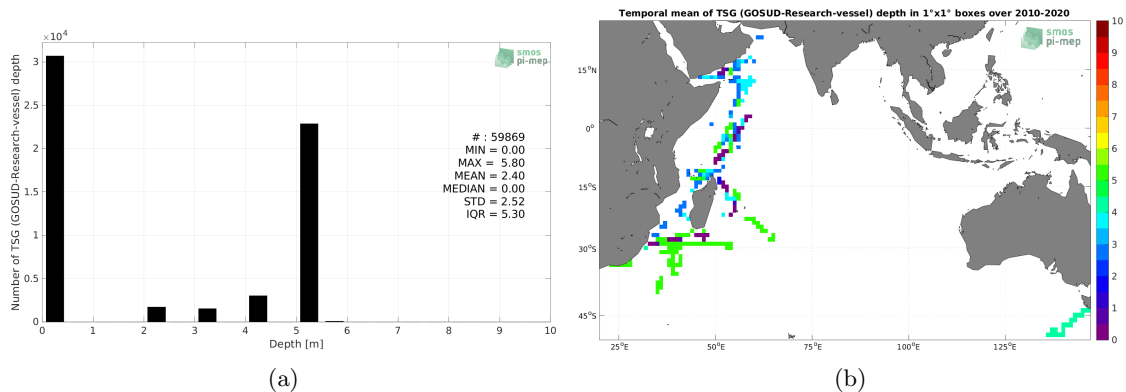 ×10⁴
3
2.5
2
1.5
1
0.5
0
Number of TSG (GOSUD-Research-vessel) depth
smos
pi-mep
# : 59869
MIN = 0.00
MAX = 5.80
MEAN = 2.40
MEDIAN = 0.00
STD = 2.52
IQR = 5.30
0 1 2 3 4 5 6 7 8 9 10
Depth [m]
(a)
Temporal mean of TSG (GOSUD-Research-vessel) depth in 1°x1° boxes over 2010-2020
smos
pi-mep
15°N
0°
15°S
30°S
45°S
25°E 50°E 75°E 100°E 125°E
10
9
8
7
6
5
4
3
2
1
0
(b)